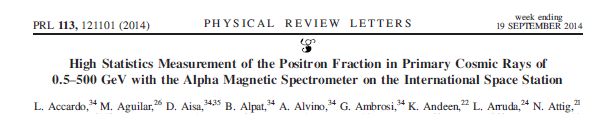 PRL 113, 121101 (2014) PHYSICAL REVIEW LETTERS week ending 19 SEPTEMBER 2014
High Statistics Measurement of the Positron Fraction in Primary Cosmic Rays of
0.5–500 GeV with the Alpha Magnetic Spectrometer on the International Space Station
L. Accardo,34 M. Aguilar,26 D. Aisa,34,35 B. Alpat,34 A. Alvino,34 G. Ambrosi,34 K. Andeen,22 L. Arruda,24 N. Attig,21